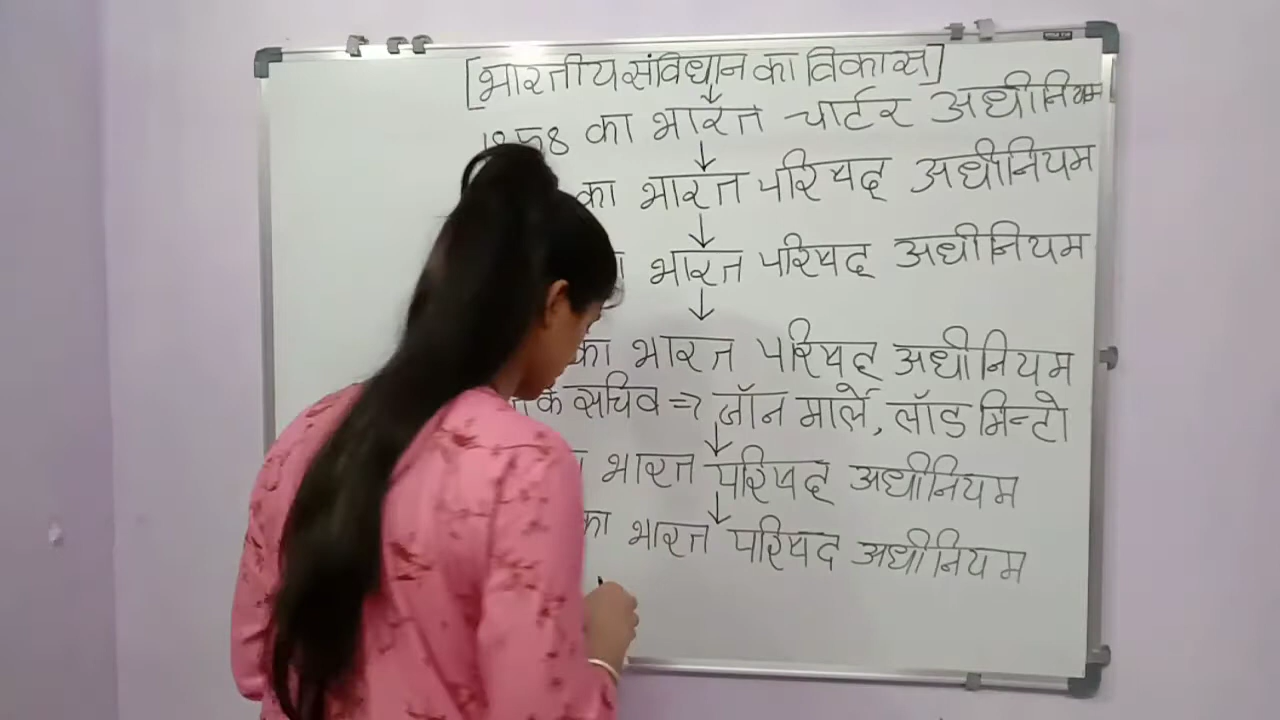 [भारतीय संविधान का विकास]
1858 का भारत चार्टर अधीनियम
का भारत परिषद् अधीनियम
भारत परिषद् अधीनियम
का भारत परिषद् अधीनियम
के सचिव => जॉन मार्ले, लॉड मिन्टो
भारत परिषद् अधीनियम
का भारत परिषद अधीनियम